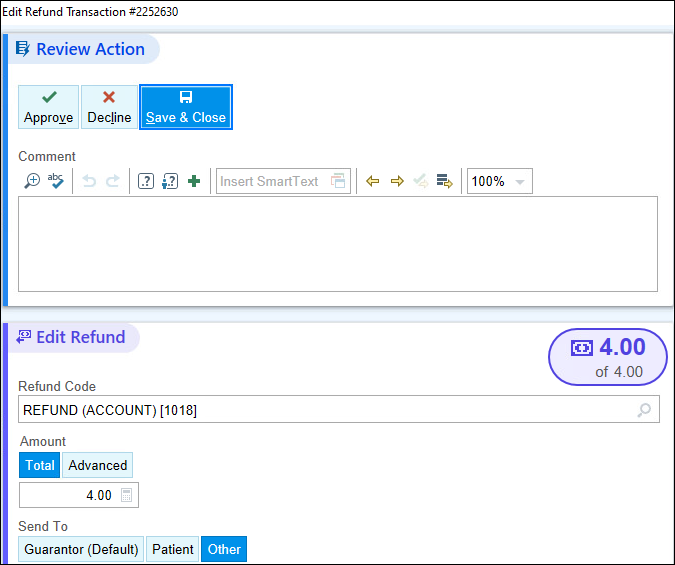 Edit Refund Transaction #2252630
Review Action
Approve Decline Save & Close
Comment
abc Insert SmartText 100%
Edit Refund
4.00
of 4.00
Refund Code
REFUND (ACCOUNT) [1018]
Amount
Total Advanced
4.00
Send To
Guarantor (Default) Patient Other